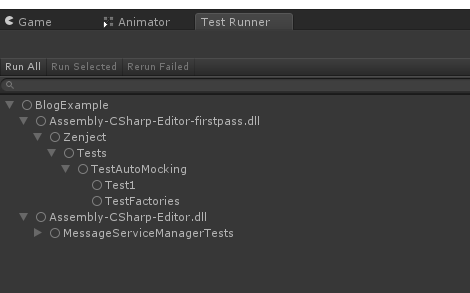 Game Animator Test Runner
Run All Run Selected Rerun Failed
BlogExample
Assembly-CSharp-Editor-firstpass.dll
Zenject
Tests
TestAutoMocking
Test1
TestFactories
Assembly-CSharp-Editor.dll
MessageServiceManagerTests